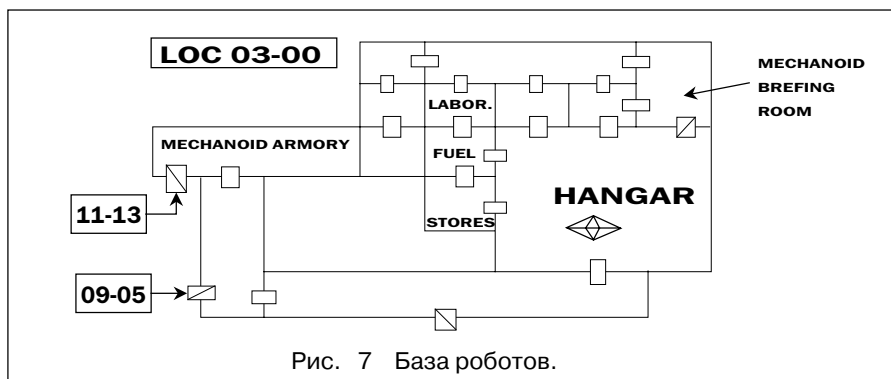 LOC 03-00
MECHANOID
BREFING
ROOM
LABOR.
MECHANOID ARMORY
FUEL
HANGAR
11-13
STORES
09-05
Рис. 7 База роботов.